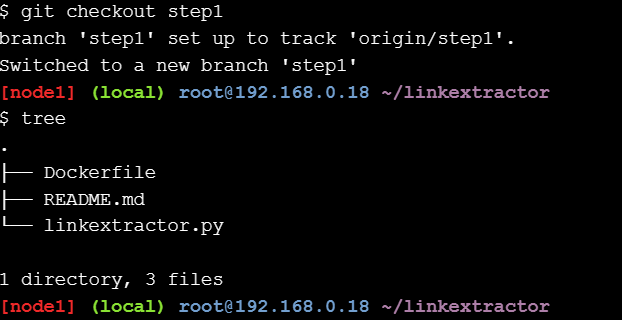 $ git checkout step1
branch 'step1' set up to track 'origin/step1'.
Switched to a new branch 'step1'
[node1] (local) root@192.168.0.18 ~/linkextractor
$ tree
.
├── Dockerfile
├── README.md
└── linkextractor.py

1 directory, 3 files
[node1] (local) root@192.168.0.18 ~/linkextractor